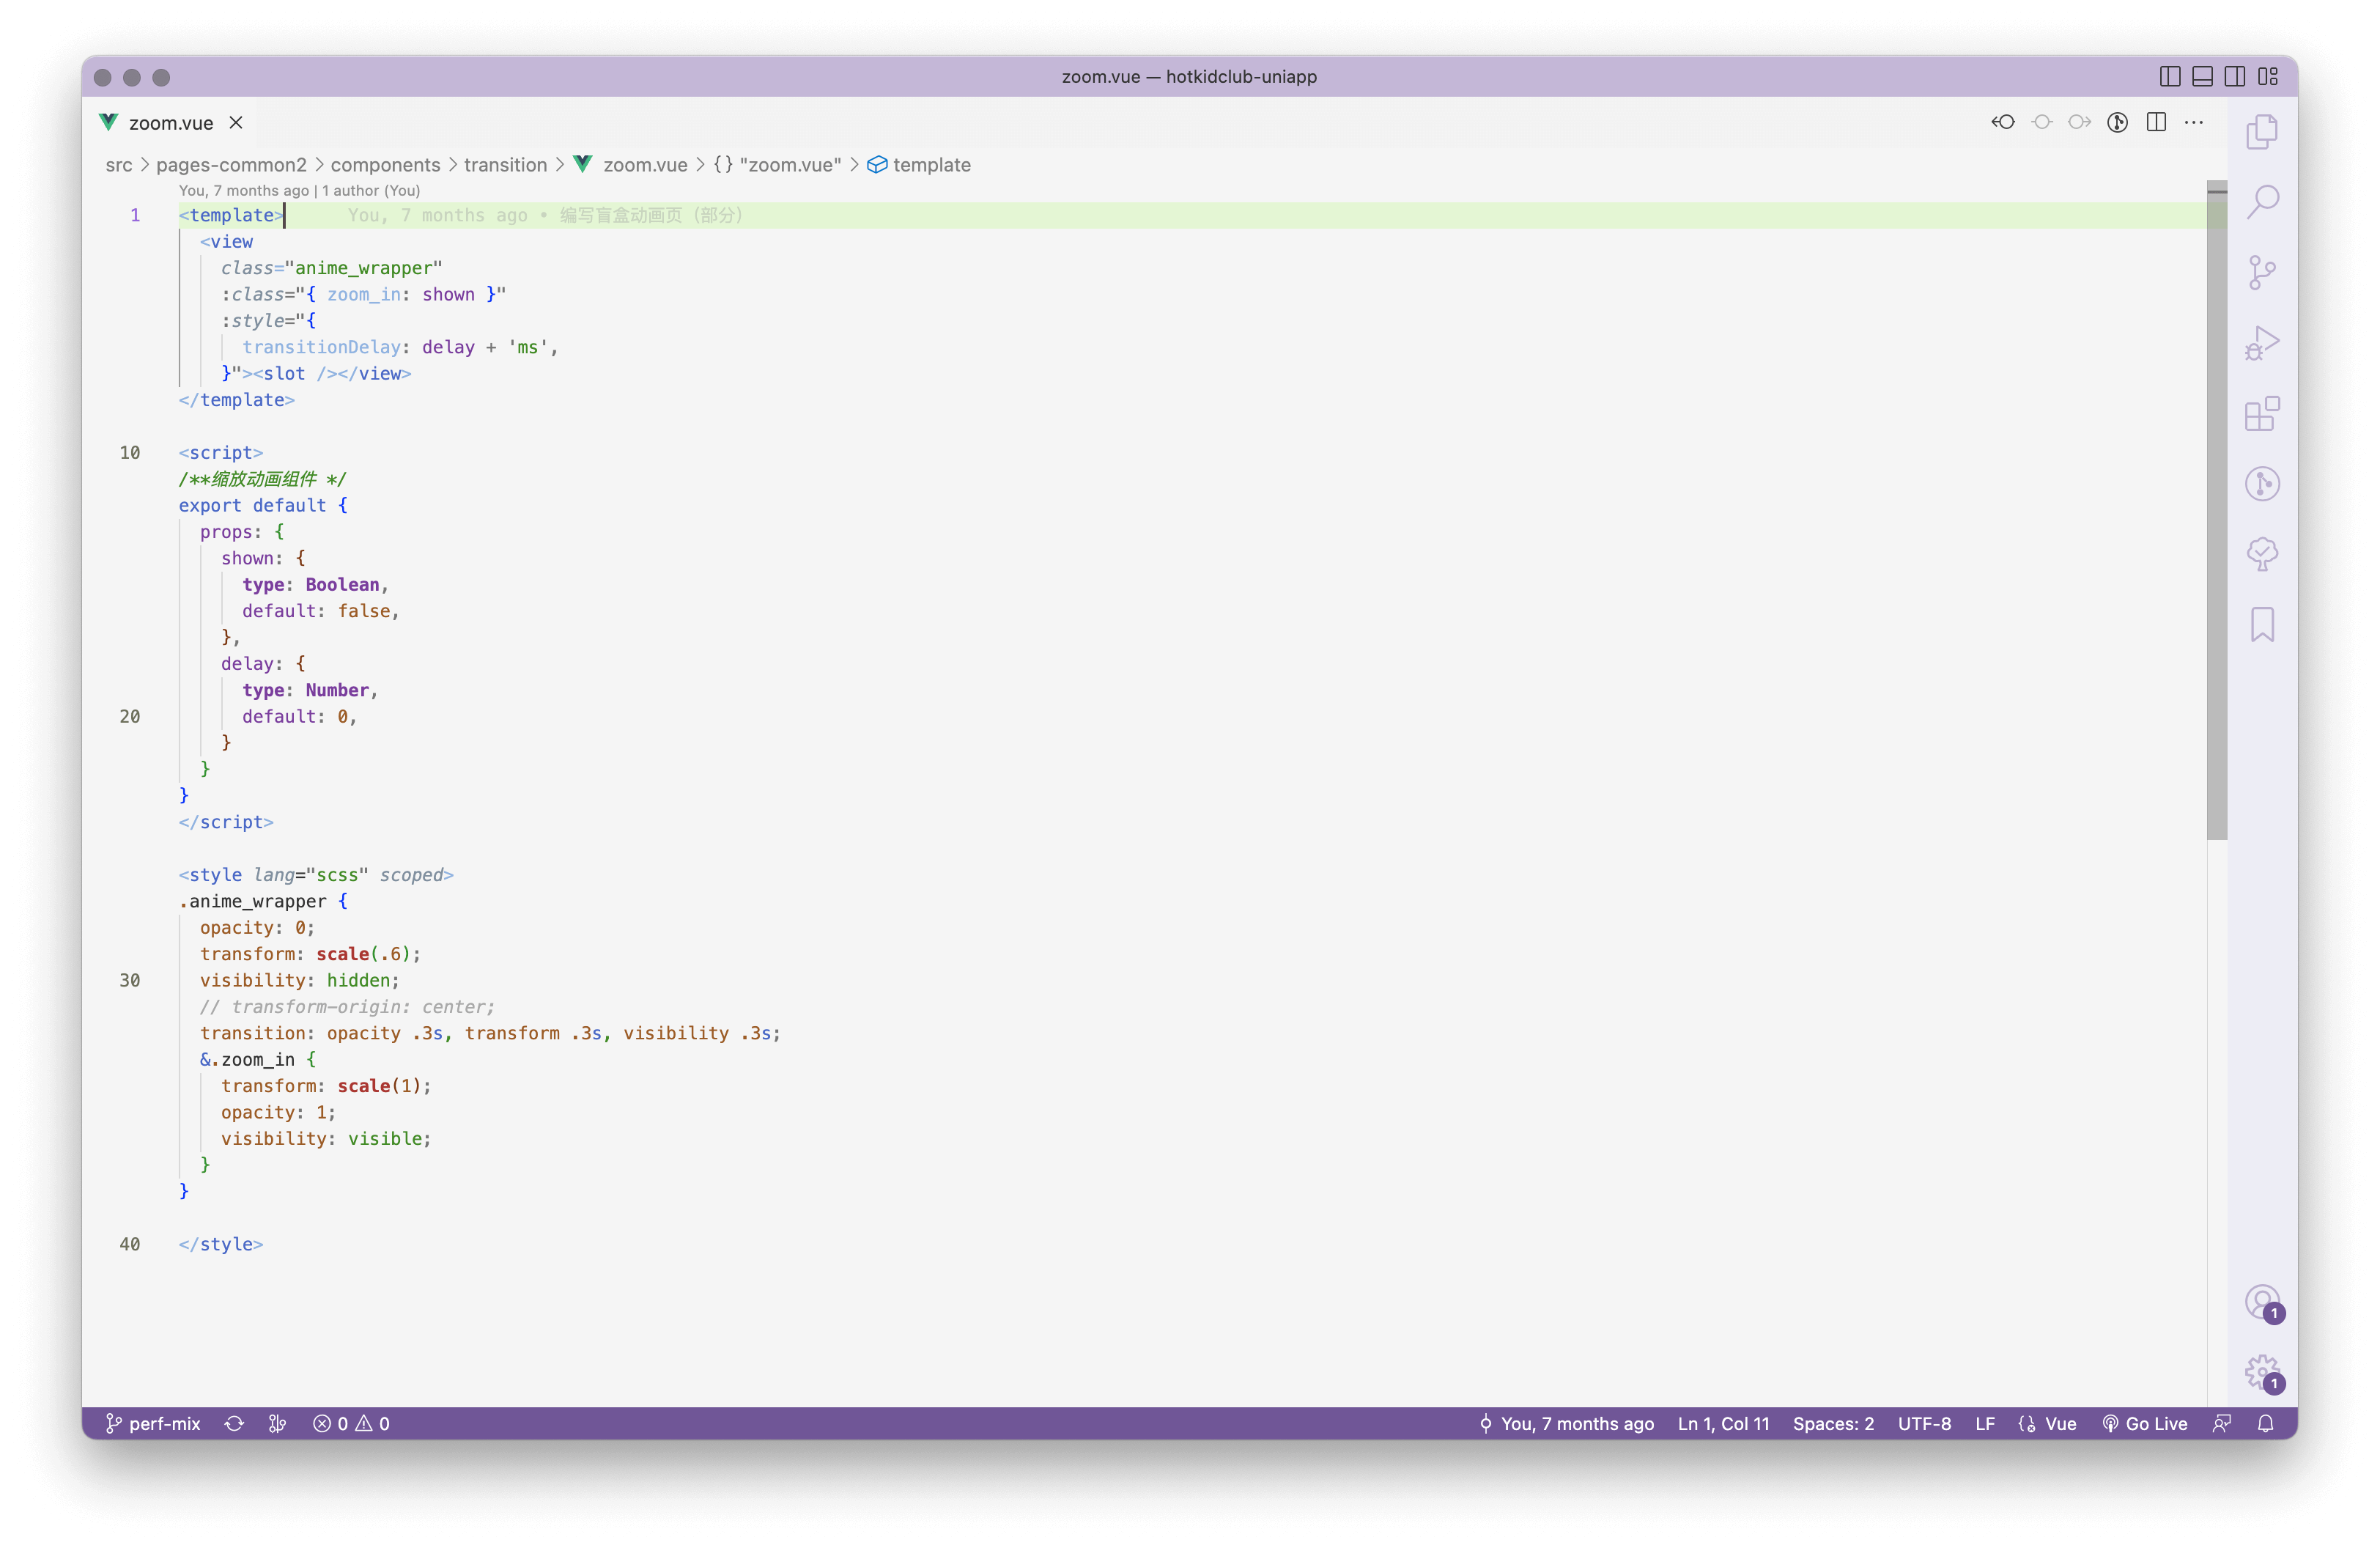 zoom.vue — hotkidclub-uniapp
zoom.vue
src > pages-common2 > components > transition > zoom.vue > {} "zoom.vue" > template
You, 7 months ago | 1 author (You)
1 <template> You, 7 months ago • 编写盲盒动画页 (部分)
<view
class="anime_wrapper"
:class="{ zoom_in: shown }"
:style="{
transitionDelay: delay + 'ms',
}"><slot /></view>
</template>
10 <script>
/**缩放动画组件 */
export default {
props: {
shown: {
type: Boolean,
default: false,
},
delay: {
type: Number,
20 default: 0,
}
}
}
</script>
<style lang="scss" scoped>
.anime_wrapper {
opacity: 0;
transform: scale(.6);
30 visibility: hidden;
// transform-origin: center;
transition: opacity .3s, transform .3s, visibility .3s;
&.zoom_in {
transform: scale(1);
opacity: 1;
visibility: visible;
}
}
40 </style>
1
1
perf-mix 0 0 You, 7 months ago Ln 1, Col 11 Spaces: 2 UTF-8 LF Vue Go Live